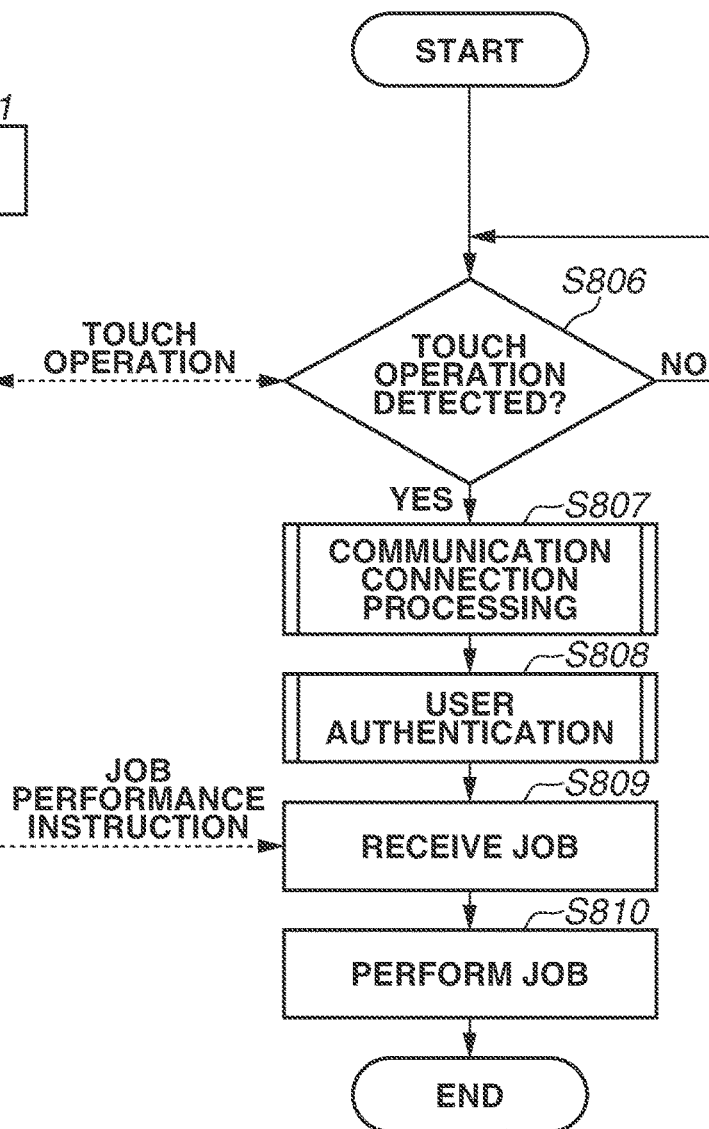 START
1
S806
TOUCH
OPERATION
TOUCH
OPERATION
DETECTED?
NO
YES
S807
COMMUNICATION
CONNECTION
PROCESSING
S808
USER
AUTHENTICATION
JOB
PERFORMANCE
INSTRUCTION
S809
RECEIVE JOB
S810
PERFORM JOB
END